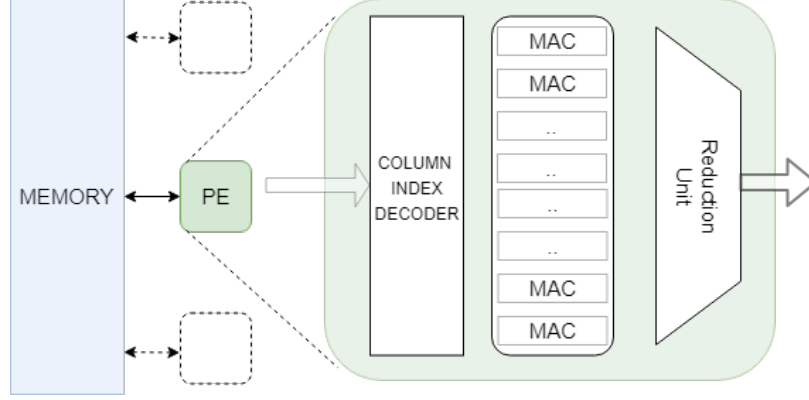 MEMORY
PE
COLUMN
INDEX
DECODER
MAC
MAC
..
..
..
..
MAC
MAC
Reduction
Unit